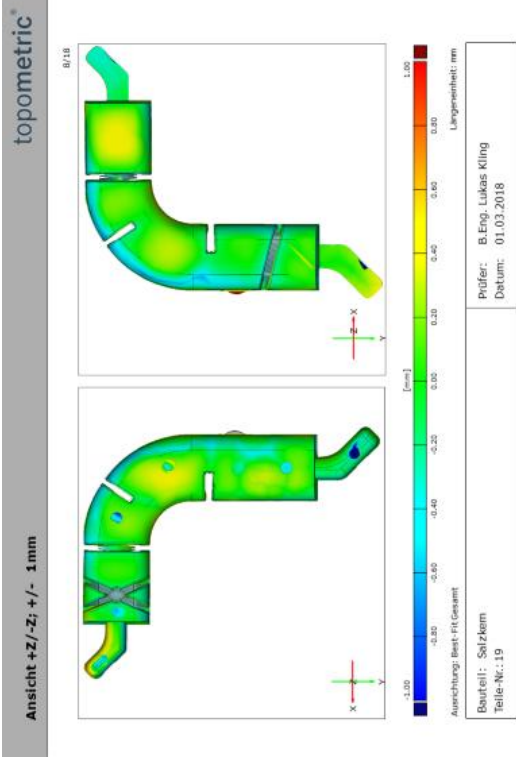 topometric®
Ansicht +Z/-Z; +/- 1mm
8/18
X
Z
Y
X
Z
Y
[mm]
-1.00 -0.80 -0.60 -0.40 -0.20 0.00 0.20 0.40 0.60 0.80 1.00
Ausrichtung: Best-Fit Gesamt Längeneinheit: mm
Bauteil: Salzkern Prüfer: B.Eng. Lukas Kling
Teile-Nr.: 19 Datum: 01.03.2018